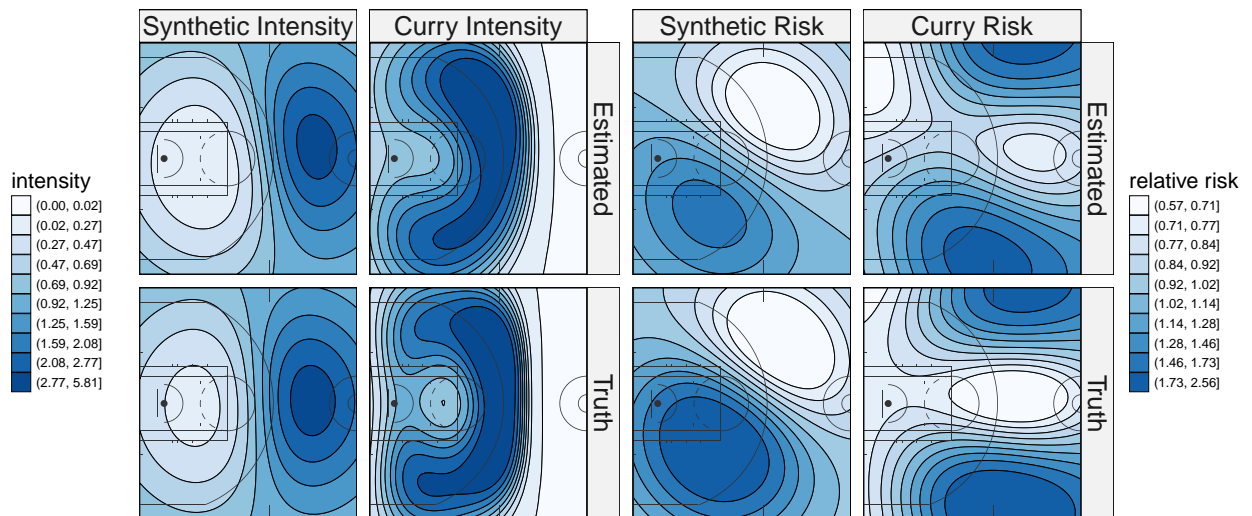 Synthetic Intensity
Curry Intensity
Synthetic Risk
Curry Risk
Estimated
Estimated
intensity
(0.00, 0.02]
(0.02, 0.27]
(0.27, 0.47]
(0.47, 0.69]
(0.69, 0.92]
(0.92, 1.25]
(1.25, 1.59]
(1.59, 2.08]
(2.08, 2.77]
(2.77, 5.81]
relative risk
(0.57, 0.71]
(0.71, 0.77]
(0.77, 0.84]
(0.84, 0.92]
(0.92, 1.02]
(1.02, 1.14]
(1.14, 1.28]
(1.28, 1.46]
(1.46, 1.73]
(1.73, 2.56]
Truth
Truth